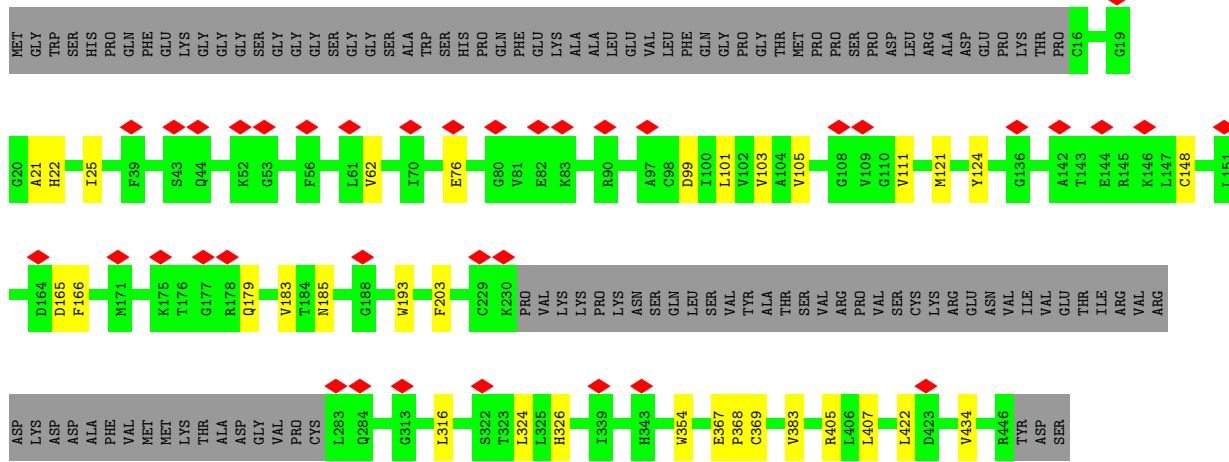 MET GLY TRP SER HIS PRO GLN PHE GLU LYS GLY GLY GLY SER GLY GLY GLY SER GLY GLY SER ALA TRP SER HIS PRO GLN PHE GLU LYS ALA ALA LEU GLU VAL LEU PHE GLN GLY PRO GLY THR MET PRO PRO SER PRO ASP LEU ARG ALA ASP GLU PRO LYS THR PRO C16 G19
G20 A21 H22 I25 F39 S43 Q44 K52 G53 F56 L61 V62 I70 E76 G80 V81 E82 K83 R90 A97 C98 D99 I100 L101 V102 V103 A104 V105 G108 V109 G110 V111 M121 Y124 G136 A142 T143 E144 R145 K146 L147 C148 L151
D164 D165 F166 M171 K175 T176 G177 R178 Q179 V183 T184 N185 G188 W193 F203 C229 K230 PRO VAL LYS LYS PRO LYS ASN SER GLN LEU SER VAL TYR ALA THR SER VAL ARG PRO VAL SER CYS LYS ARG GLU ASN VAL ILE VAL GLU THR ILE ARG VAL ARG
ASP LYS ASP ASP ALA PHE VAL MET MET LYS THR ALA ASP GLY VAL PRO CYS L283 Q284 G313 L316 S322 T323 L324 L325 H326 I339 H343 W354 E367 P368 C369 V383 R405 L406 L407 L422 D423 V434 R446 TYR ASP SER